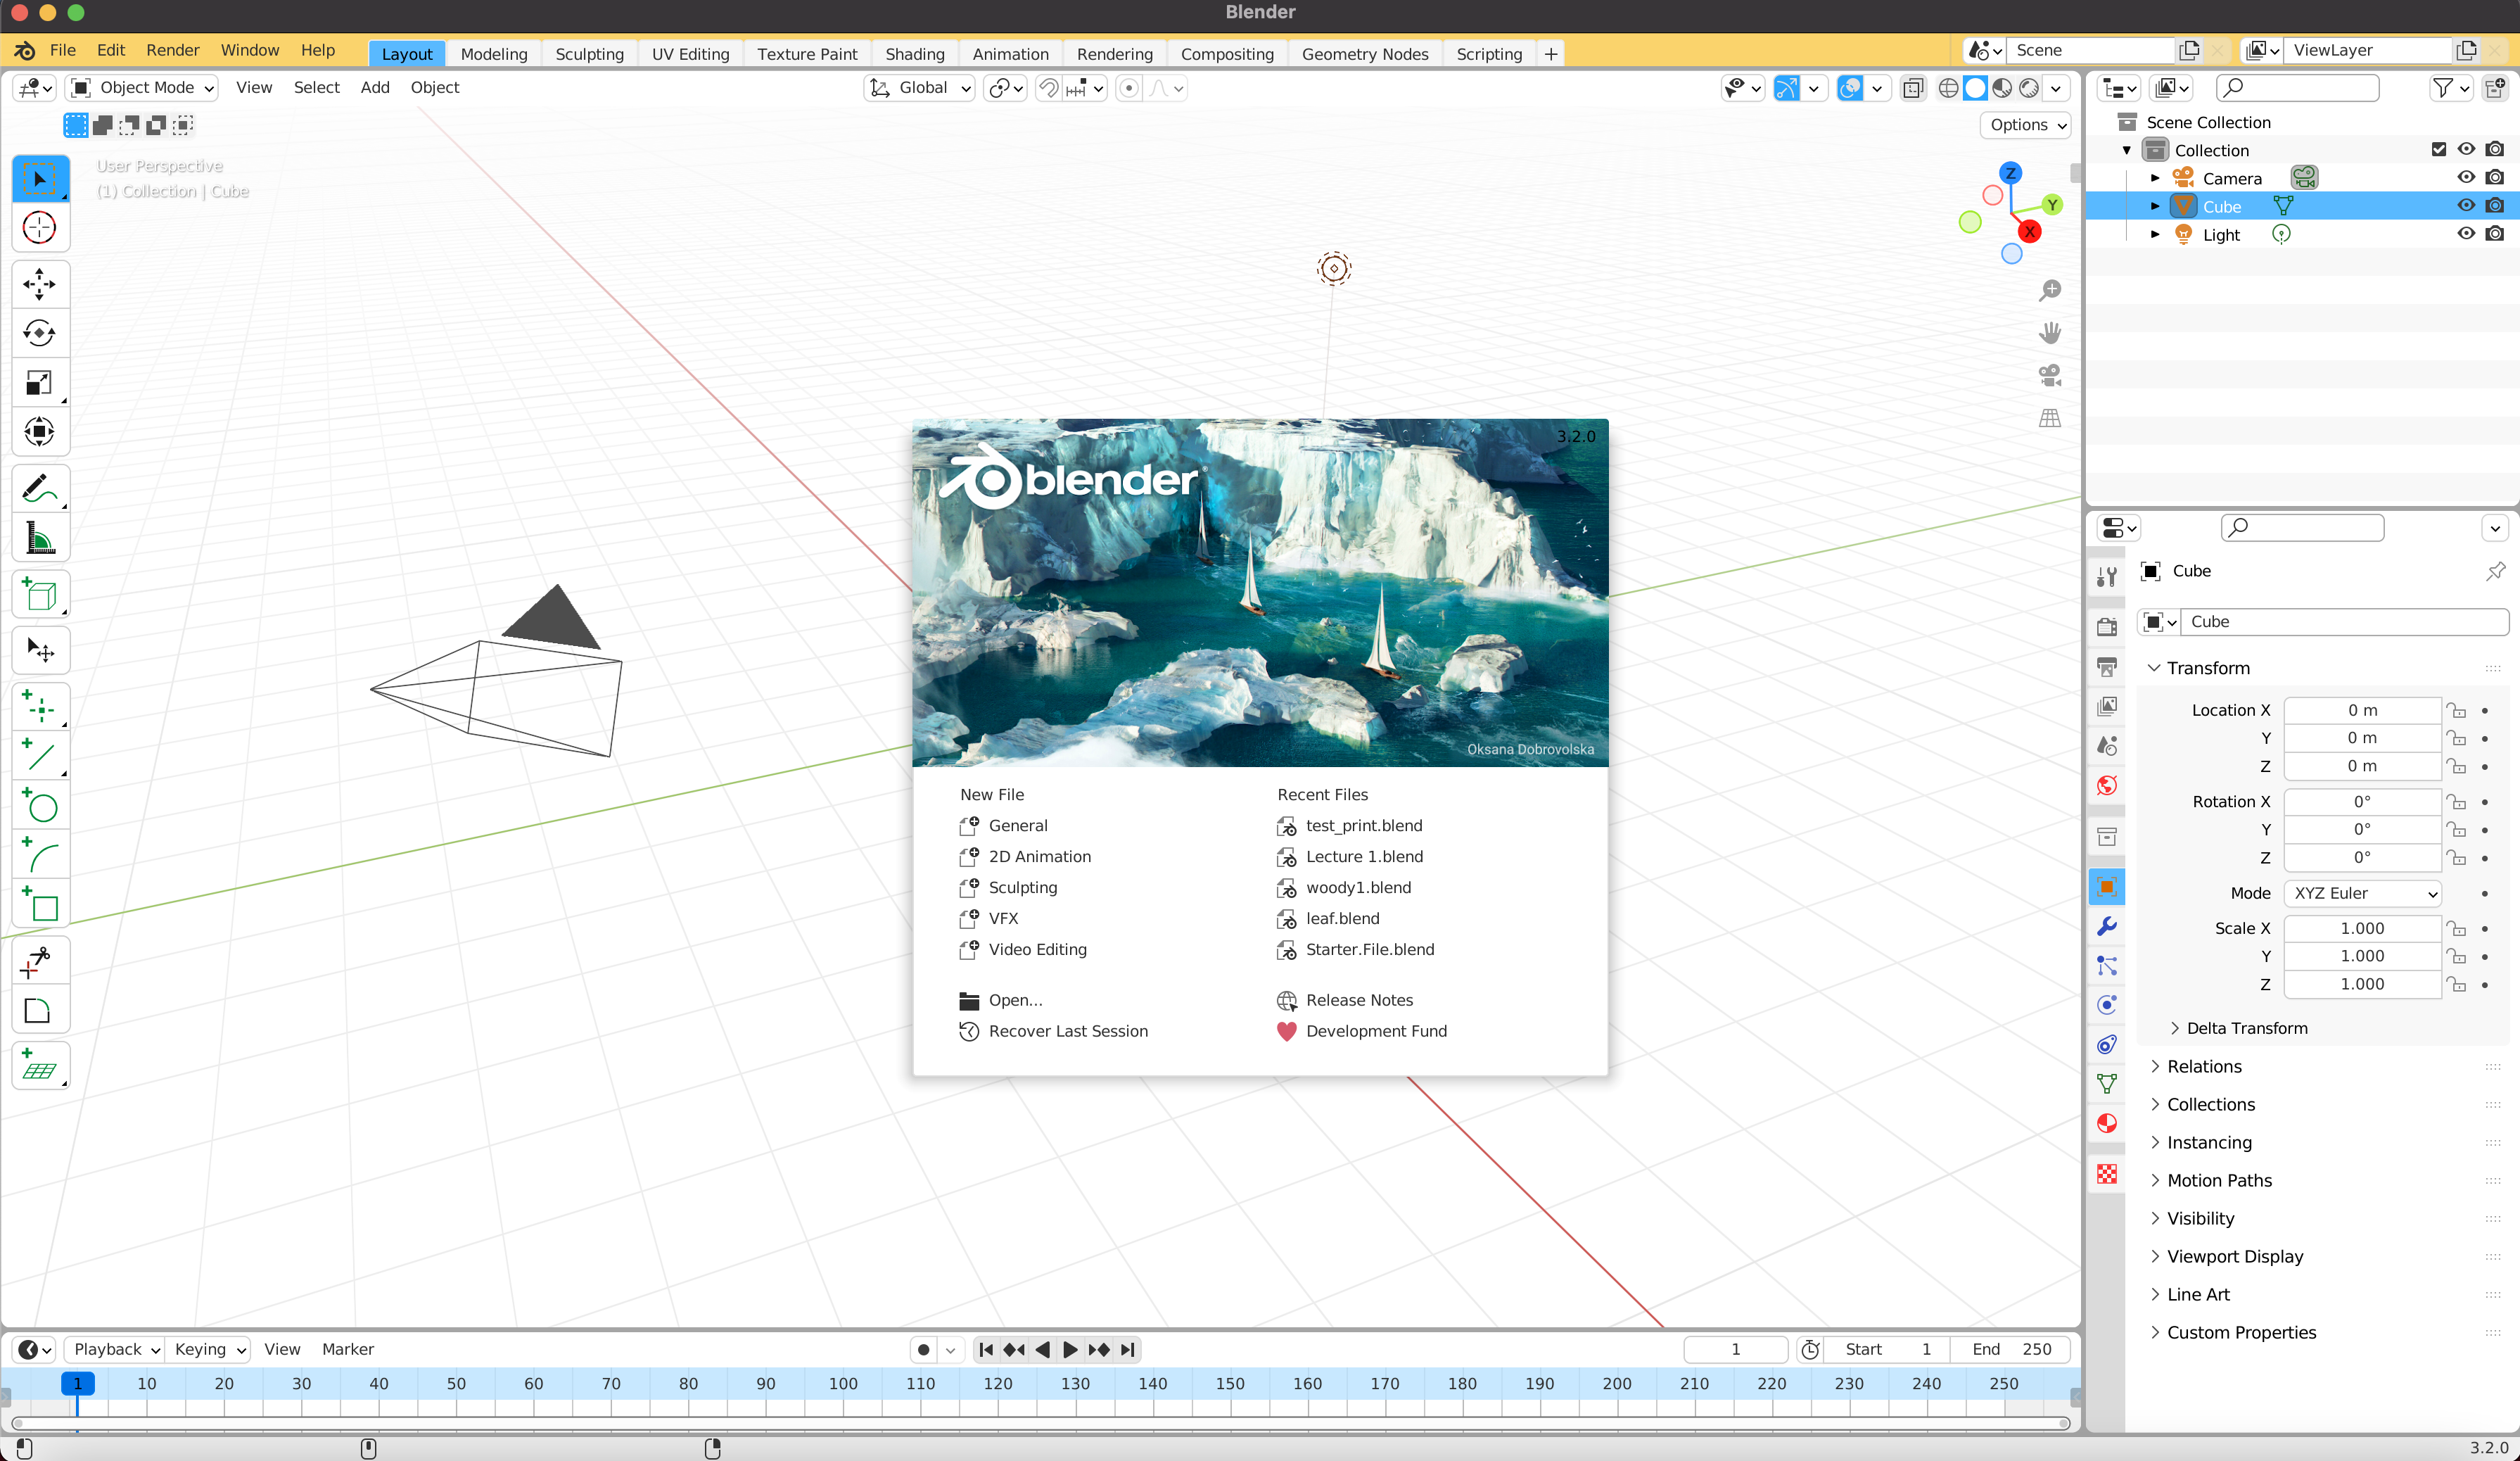 Blender
File Edit Render Window Help Layout Modeling Sculpting UV Editing Texture Paint Shading Animation Rendering Compositing Geometry Nodes Scripting + Scene ViewLayer
Object Mode View Select Add Object Global
Options
User Perspective
(1) Collection | Cube
Z
Y
X
Scene Collection
Collection
Camera
Cube
Light
3.2.0
blender
Oksana Dobrovolska
New File
General
2D Animation
Sculpting
VFX
Video Editing
Open...
Recover Last Session
Recent Files
test_print.blend
Lecture 1.blend
woody1.blend
leaf.blend
Starter.File.blend
Release Notes
Development Fund
Cube
Cube
Transform
Location X 0 m
Y 0 m
Z 0 m
Rotation X 0°
Y 0°
Z 0°
Mode XYZ Euler
Scale X 1.000
Y 1.000
Z 1.000
Delta Transform
Relations
Collections
Instancing
Motion Paths
Visibility
Viewport Display
Line Art
Custom Properties
Playback Keying View Marker 1 Start 1 End 250
1 10 20 30 40 50 60 70 80 90 100 110 120 130 140 150 160 170 180 190 200 210 220 230 240 250
3.2.0